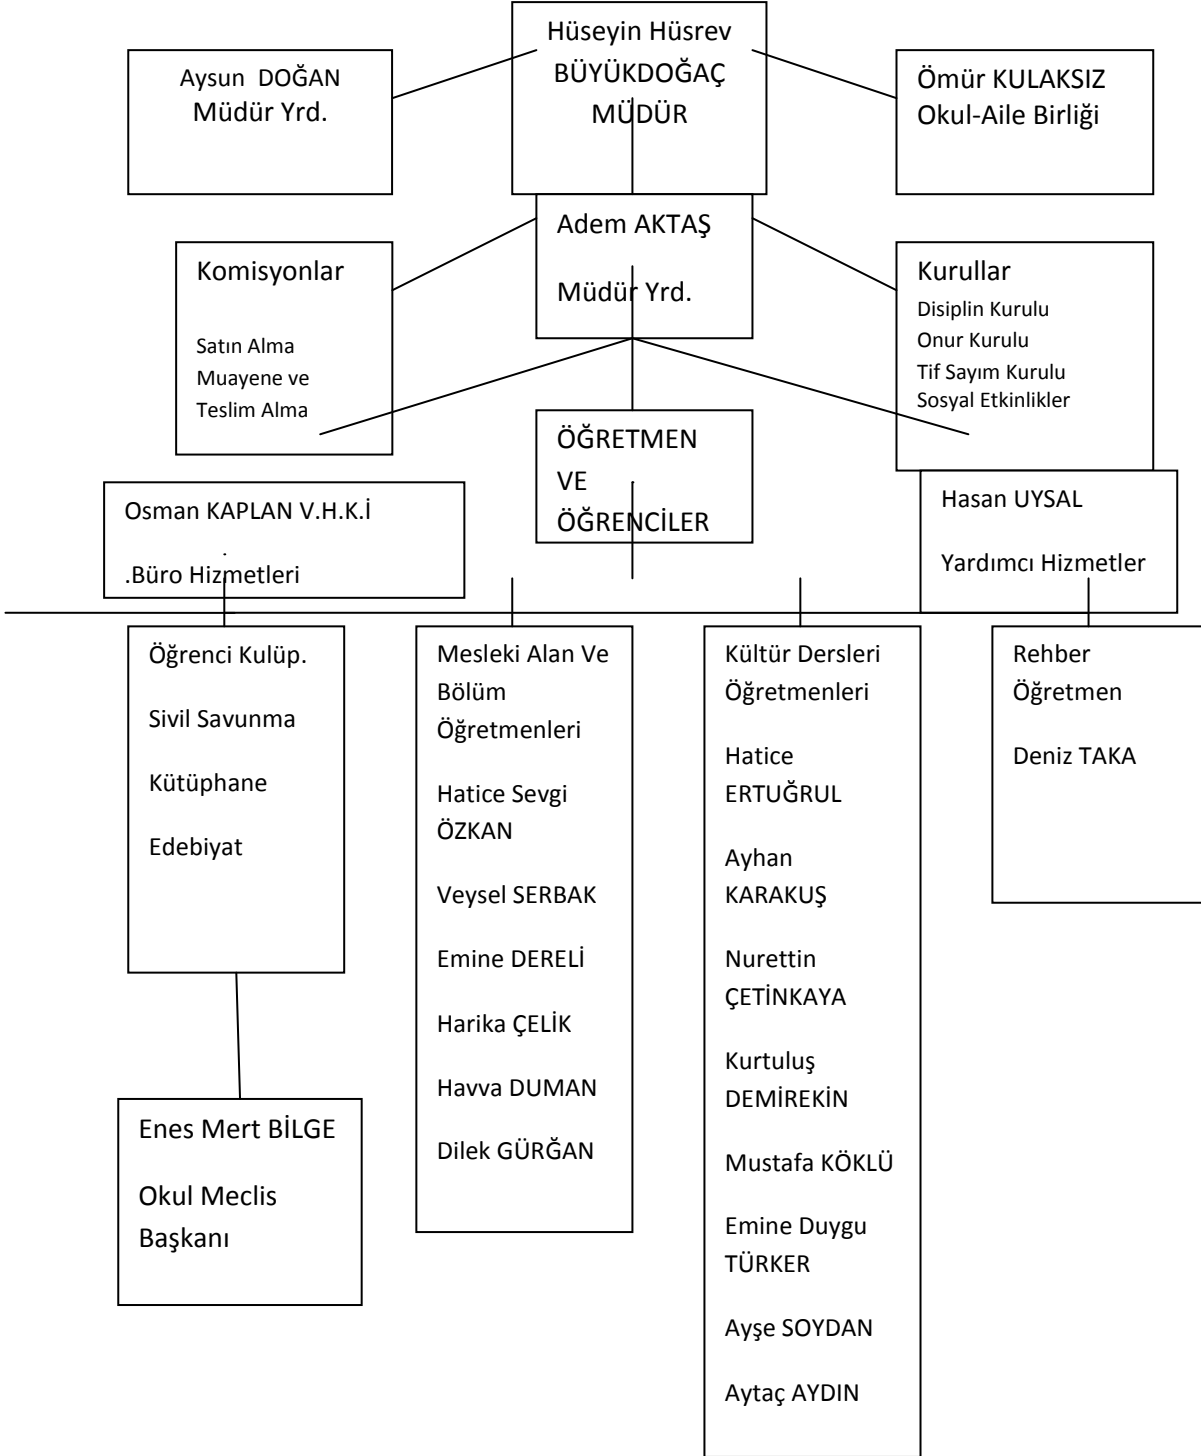 Hüseyin Hüsrev
BÜYÜKDOĞAÇ
MÜDÜR
Aysun DOĞAN
Müdür Yrd.
Ömür KULAKSIZ
Okul-Aile Birliği
Adem AKTAŞ
Müdür Yrd.
Komisyonlar
Satın Alma
Muayene ve
Teslim Alma
Kurullar
Disiplin Kurulu
Onur Kurulu
Tif Sayım Kurulu
Sosyal Etkinlikler
ÖĞRETMEN
VE
ÖĞRENCİLER
Osman KAPLAN V.H.K.İ
.
.Büro Hizmetleri
Hasan UYSAL
Yardımcı Hizmetler
Öğrenci Kulüp.
Sivil Savunma
Kütüphane
Edebiyat
Mesleki Alan Ve
Bölüm
Öğretmenleri
Hatice Sevgi
ÖZKAN
Veysel SERBAK
Emine DERELİ
Harika ÇELİK
Havva DUMAN
Dilek GÜRĞAN
Kültür Dersleri
Öğretmenleri
Hatice
ERTUĞRUL
Ayhan
KARAKUŞ
Nurettin
ÇETİNKAYA
Kurtuluş
DEMİREKİN
Mustafa KÖKLÜ
Emine Duygu
TÜRKER
Ayşe SOYDAN
Aytaç AYDIN
Rehber
Öğretmen
Deniz TAKA
Enes Mert BİLGE
Okul Meclis
Başkanı